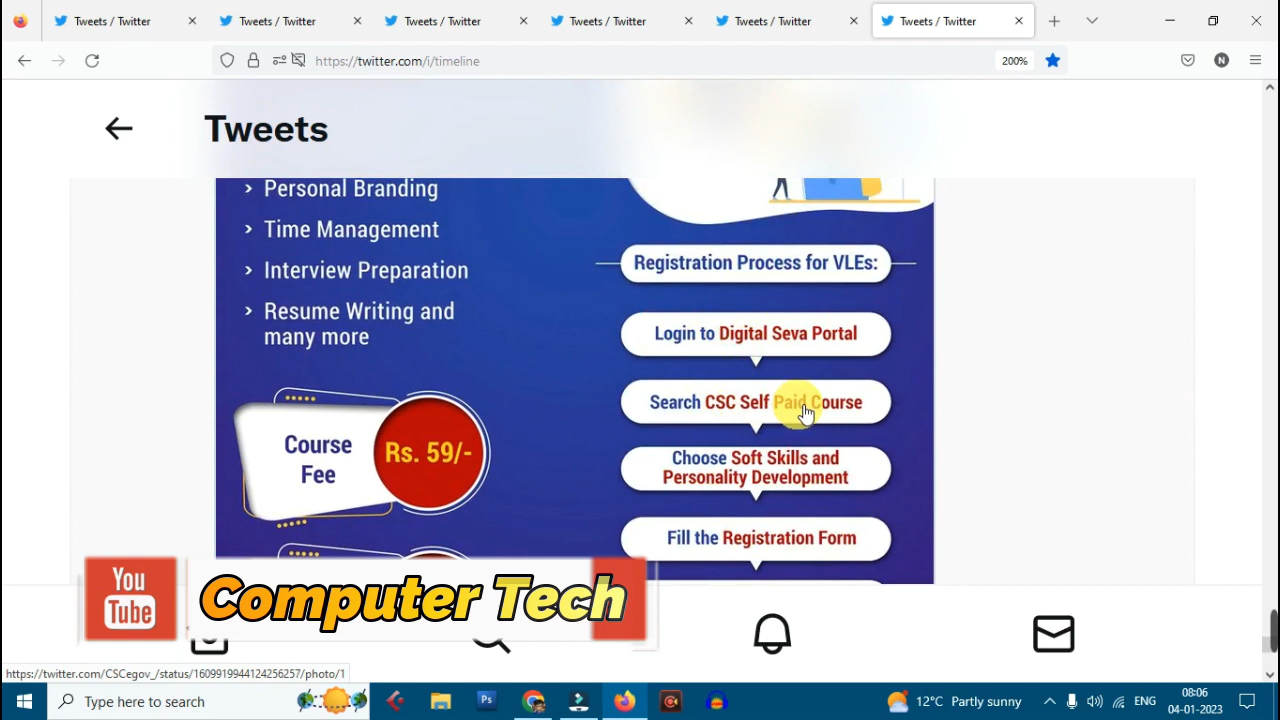 Tweets / Twitter
Tweets / Twitter
Tweets / Twitter
Tweets / Twitter
Tweets / Twitter
Tweets / Twitter
https://twitter.com/i/timeline
200%
N
Tweets
› Personal Branding
› Time Management
› Interview Preparation
› Resume Writing and
many more
Course
Fee
Rs. 59/-
Registration Process for VLEs:
Login to Digital Seva Portal
Search CSC Self Paid Course
Choose Soft Skills and
Personality Development
Fill the Registration Form
You
Tube
Computer Tech
https://twitter.com/CSCegov_/status/1609919944124256257/photo/1
Type here to search
Ps
12°C Partly sunny
ENG
08:06
04-01-2023